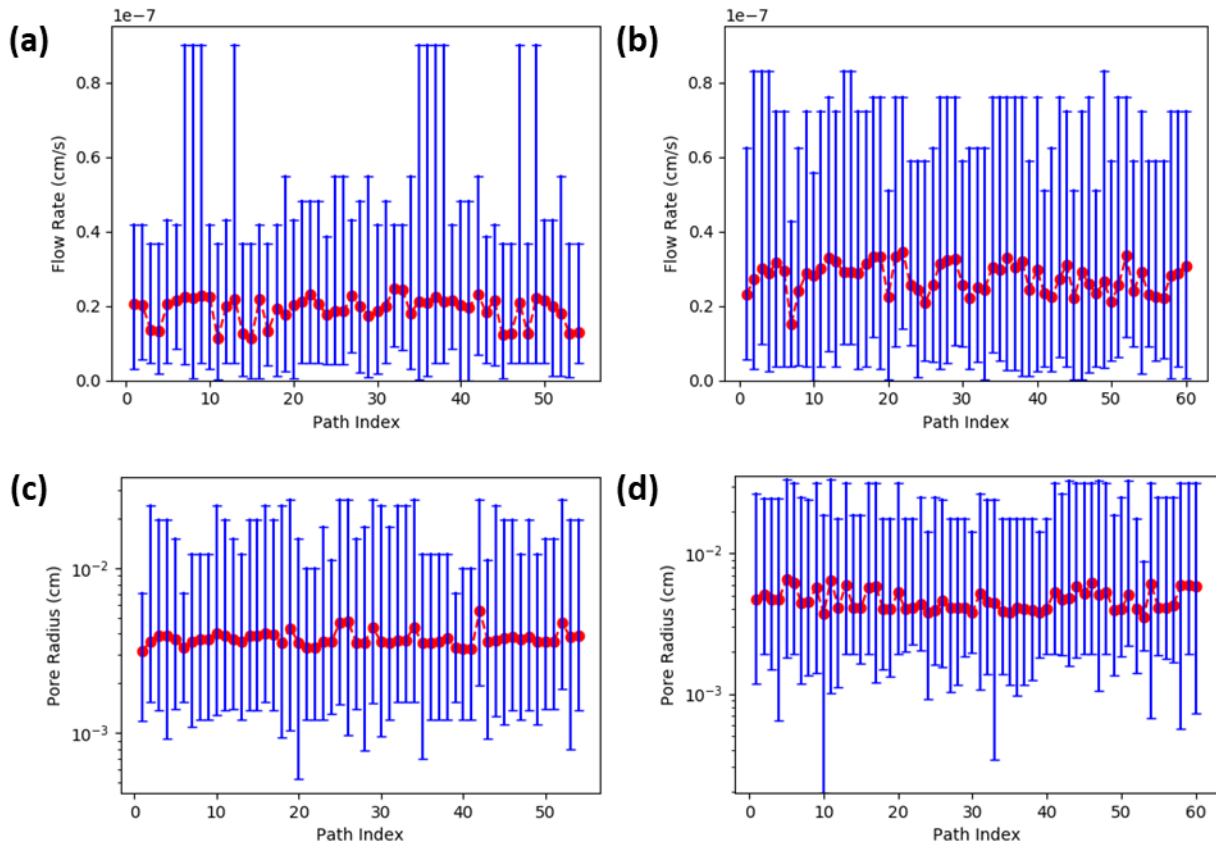 (a)
1e−7
Flow Rate (cm/s)
0.8
0.6
0.4
0.2
0.0
0 10 20 30 40 50
Path Index
(b)
1e−7
Flow Rate (cm/s)
0.8
0.6
0.4
0.2
0.0
0 10 20 30 40 50 60
Path Index
(c)
Pore Radius (cm)
10−2
10−3
0 10 20 30 40 50
Path Index
(d)
Pore Radius (cm)
10−2
10−3
0 10 20 30 40 50 60
Path Index